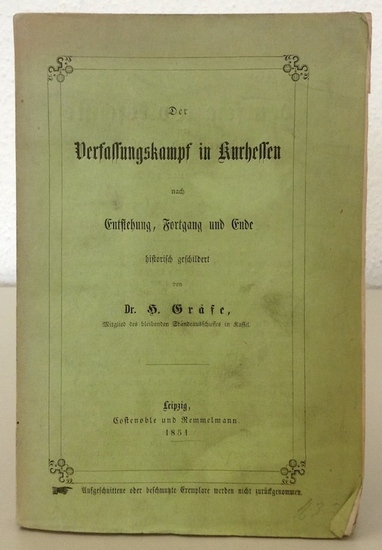 Der
Verfassungskampf in Kurhessen
nach
Entstehung, Fortgang und Ende
historisch geschildert
von
Dr. H. Gräfe,
Mitglied des bleibenden Ständeausschusses in Kassel.
Leipzig,
Costenoble und Remmelmann.
1851
Aufgeschnittene oder beschmutzte Exemplare werden nicht zurückgenommen.